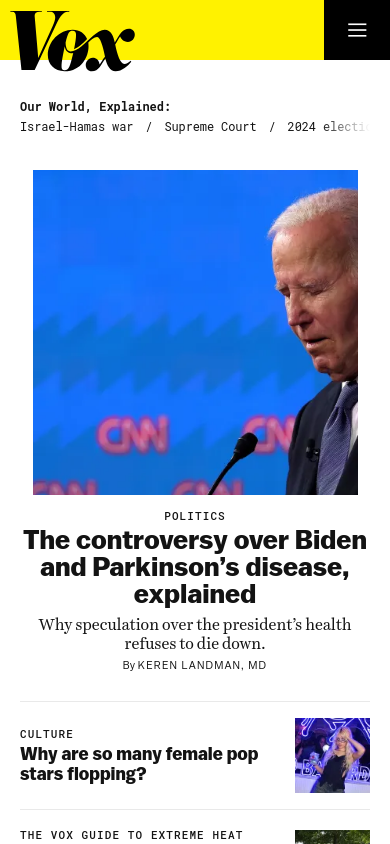 Vox
Our World, Explained:
Israel-Hamas war / Supreme Court / 2024 electi
CNN
CNN
POLITICS
The controversy over Biden
and Parkinson's disease,
explained
Why speculation over the president's health
refuses to die down.
By KEREN LANDMAN, MD
CULTURE
Why are so many female pop
stars flopping?
THE VOX GUIDE TO EXTREME HEAT